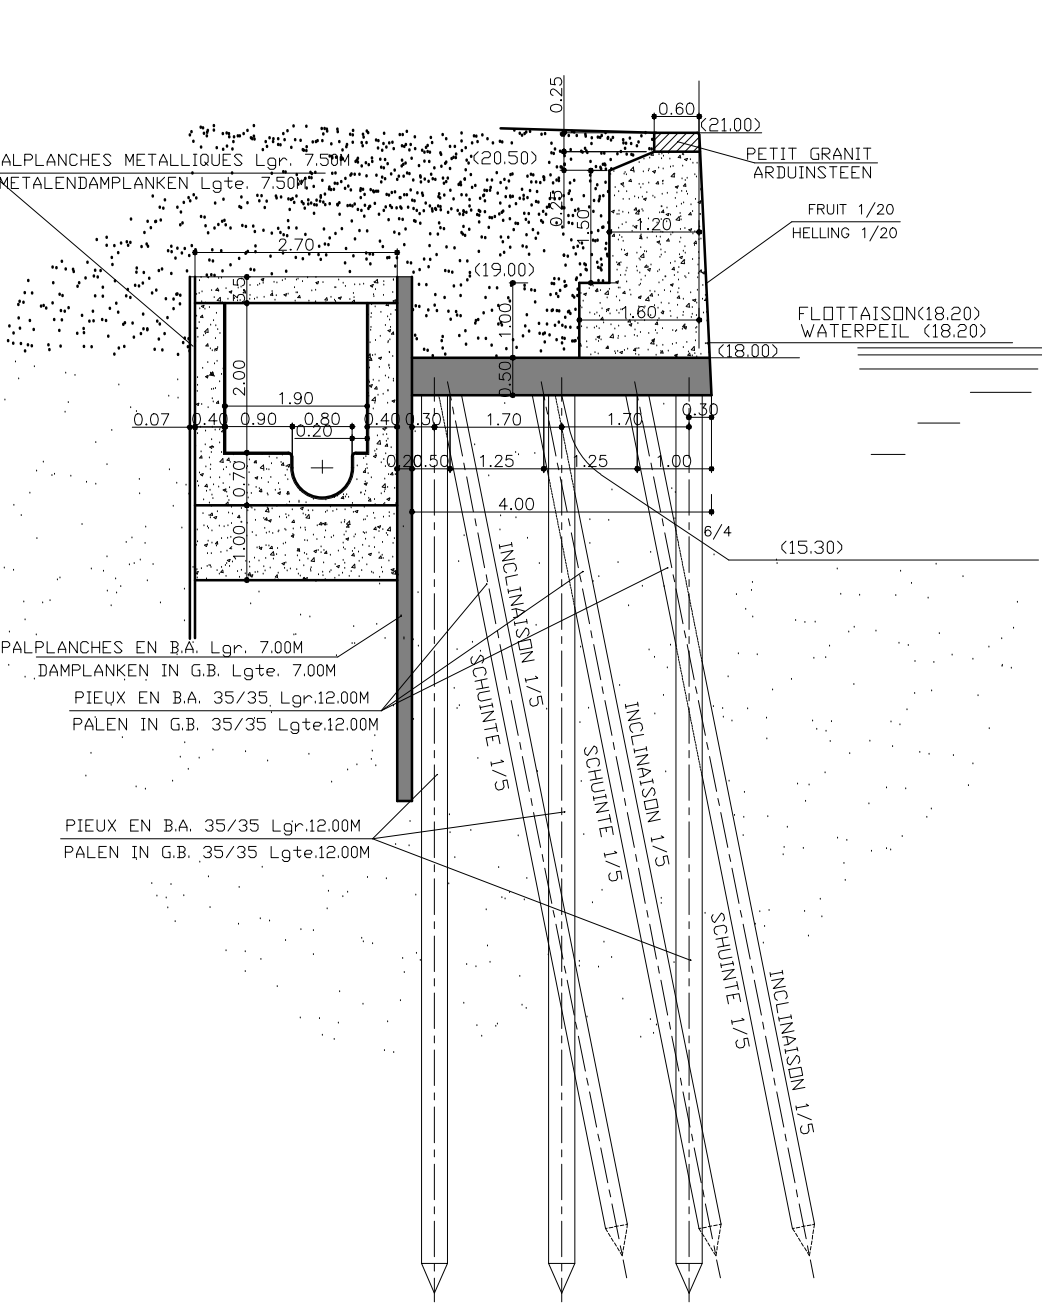 0.25
0.60
(21.00)
(20.50)
PETIT GRANIT
ARDUINSTEEN
ALPLANCHES METALLIQUES Lgr. 7.50M
METALENDAMPLANKEN Lgte. 7.50M
0.25
1.50
1.20
FRUIT 1/20
HELLING 1/20
2.70
(19.00)
1.00
1.60
FLOTTAISON(18.20)
WATERPEIL (18.20)
(18.00)
0.50
2.00
1.90
0.07
0.40
0.90
0.80
0.40
0.30
1.70
1.70
0.30
0.20
0.70
0.20
0.50
1.25
1.25
1.00
4.00
6/4
(15.30)
1.00
INCLINAISON 1/5
SCHUINTE 1/5
PALPLANCHES EN B.A. Lgr. 7.00M
DAMPLANKEN IN G.B. Lgte. 7.00M
PIEUX EN B.A. 35/35 Lgr.12.00M
PALEN IN G.B. 35/35 Lgte.12.00M
INCLINAISON 1/5
SCHUINTE 1/5
PIEUX EN B.A. 35/35 Lgr.12.00M
PALEN IN G.B. 35/35 Lgte.12.00M
SCHUINTE 1/5
INCLINAISON 1/5